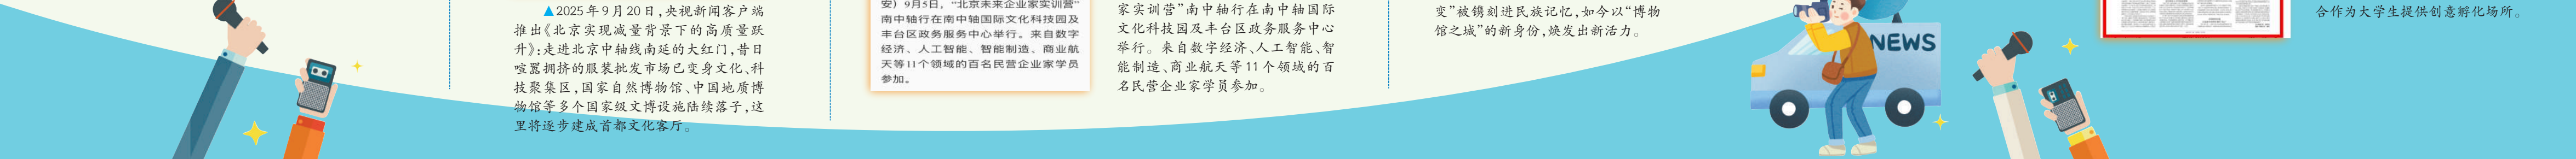 ▲2025年9月20日，央视新闻客户端
推出《北京实现减量背景下的高质量跃
升》：走进北京中轴线南延的大红门，昔日
喧嚣拥挤的服装批发市场已变身文化、科
技聚集区，国家自然博物馆、中国地质博
物馆等多个国家级文博设施陆续落子，这
里将逐步建成首都文化客厅。
安）9月5日，“北京未来企业家实训营”
南中轴行在南中轴国际文化科技园及
丰台区政务服务中心举行。来自数字
经济、人工智能、智能制造、商业航
天等11个领域的百名民营企业家学员
参加。
家实训营”南中轴行在南中轴国际
文化科技园及丰台区政务服务中心
举行。来自数字经济、人工智能、智
能制造、商业航天等11个领域的百
名民营企业家学员参加。
变”被镌刻进民族记忆，如今以“博物
馆之城”的新身份，焕发出新活力。
NEWS
合作为大学生提供创意孵化场所。